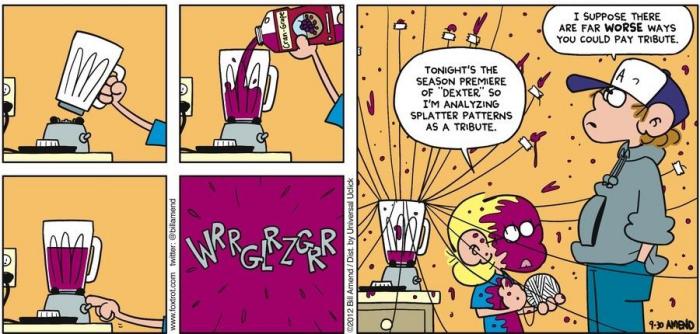 Cran-Grape
www.foxtrot.com twitter: @billamend
WRRGLRZGRR
©2012 Bill Amend / Dist. by Universal Uclick
TONIGHT'S THE
SEASON PREMIERE
OF "DEXTER," SO
I'M ANALYZING
SPLATTER PATTERNS
AS A TRIBUTE.
I SUPPOSE THERE
ARE FAR WORSE WAYS
YOU COULD PAY TRIBUTE.
A
9-30 AMEND